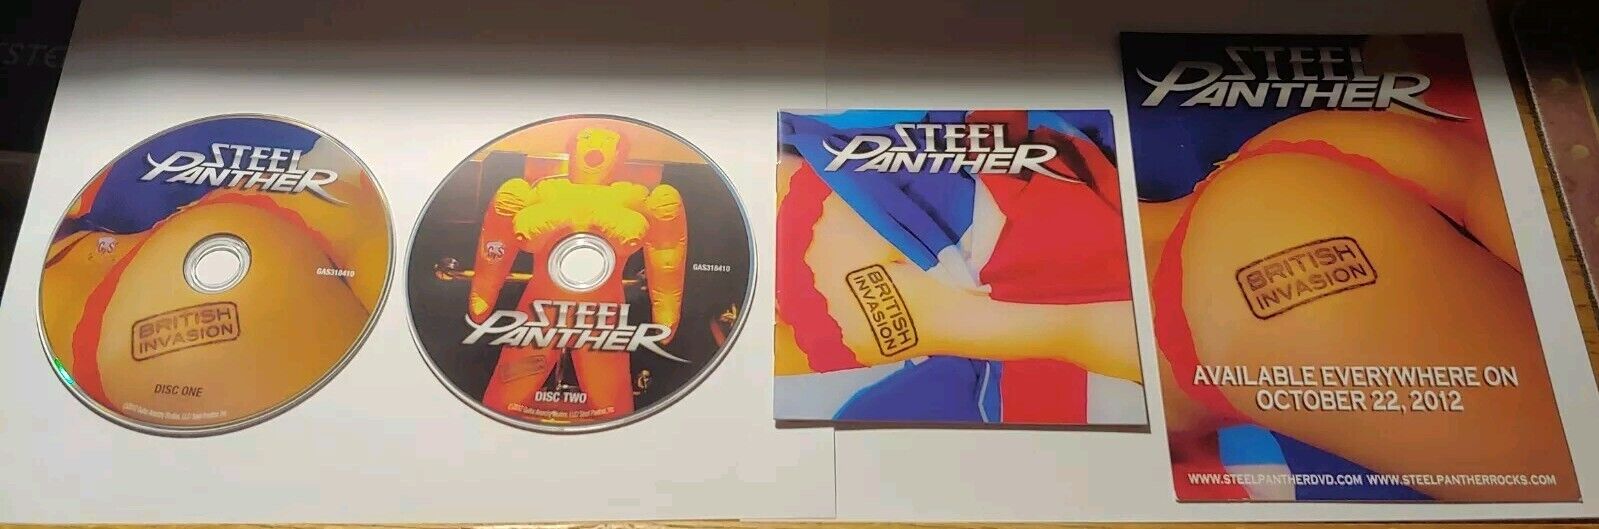 STEEL
PANTHER
GAS318410
BRITISH
INVASION
DISC ONE
GAS318410
STEEL
PANTHER
DISC TWO
STEEL
PANTHER
BRITISH
INVASION
STEEL
PANTHER
BRITISH
INVASION
AVAILABLE EVERYWHERE ON
OCTOBER 22, 2012
WWW.STEELPANTHERDVD.COM WWW.STEELPANTHERROCKS.COM